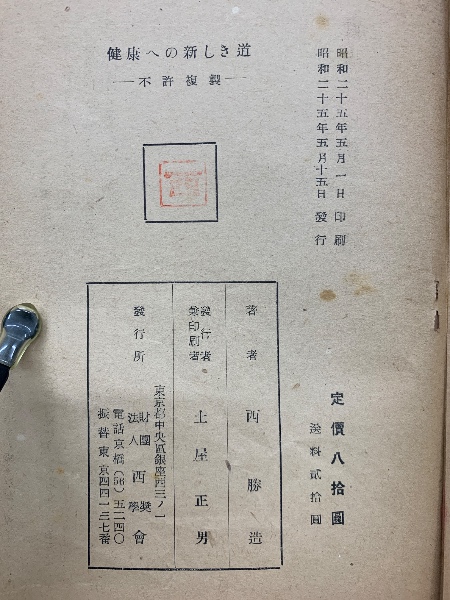 昭和二十五年五月一日印刷
昭和二十五年五月十五日發行
健康への新しき道
―不許複製―
定價八拾圓
送料貳拾圓
著者　西勝造
發行者兼印刷者　土屋正男
發行所
東京都中央區銀座西三ノ一
財團法人西奬學會
電話京橋(56)五二四〇
振替東京四四一三七番